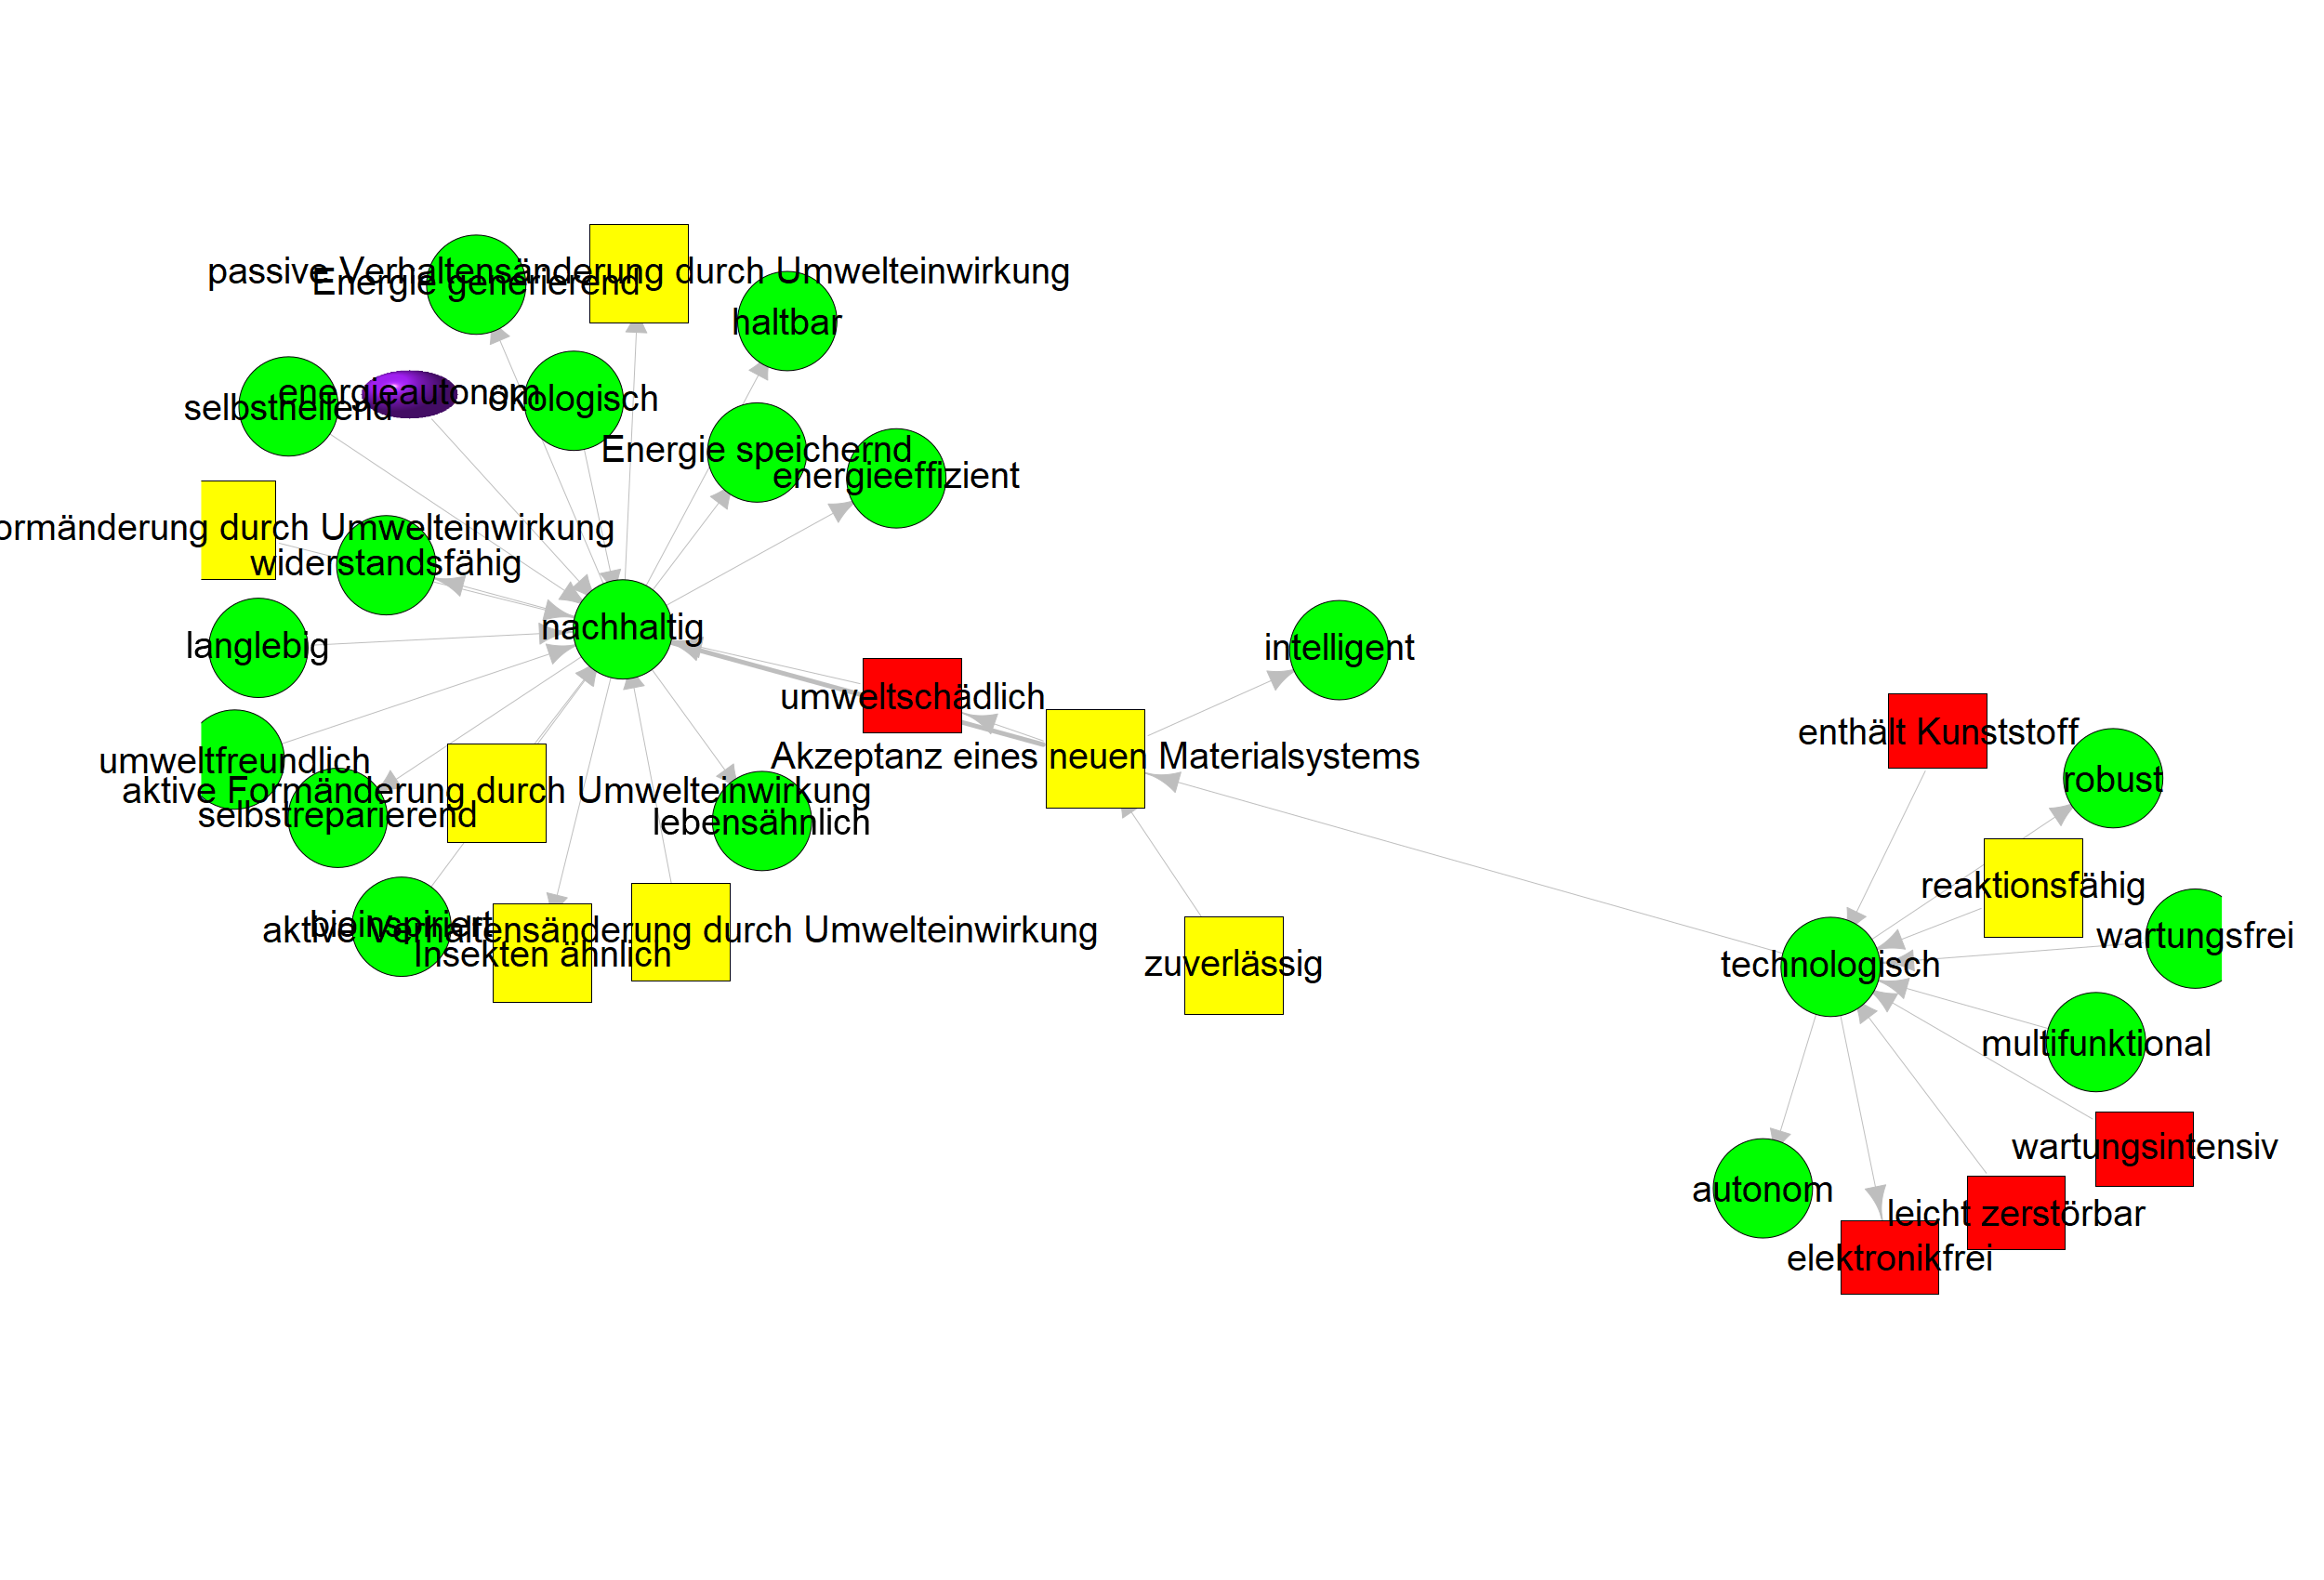 passive Verhaltensänderung durch Umwelteinwirkung
Energie generierend
haltbar
energieautonom
ökologisch
selbstheilend
Energie speichernd
energieeffizient
ormänderung durch Umwelteinwirkung
widerstandsfähig
nachhaltig
langlebig
intelligent
umweltschädlich
enthält Kunststoff
Akzeptanz eines neuen Materialsystems
umweltfreundlich
robust
aktive Formänderung durch Umwelteinwirkung
selbstreparierend
lebensähnlich
reaktionsfähig
bioinspiriert
aktive Verhaltensänderung durch Umwelteinwirkung
Insekten ähnlich
zuverlässig
technologisch
wartungsfrei
multifunktional
wartungsintensiv
autonom
leicht zerstörbar
elektronikfrei